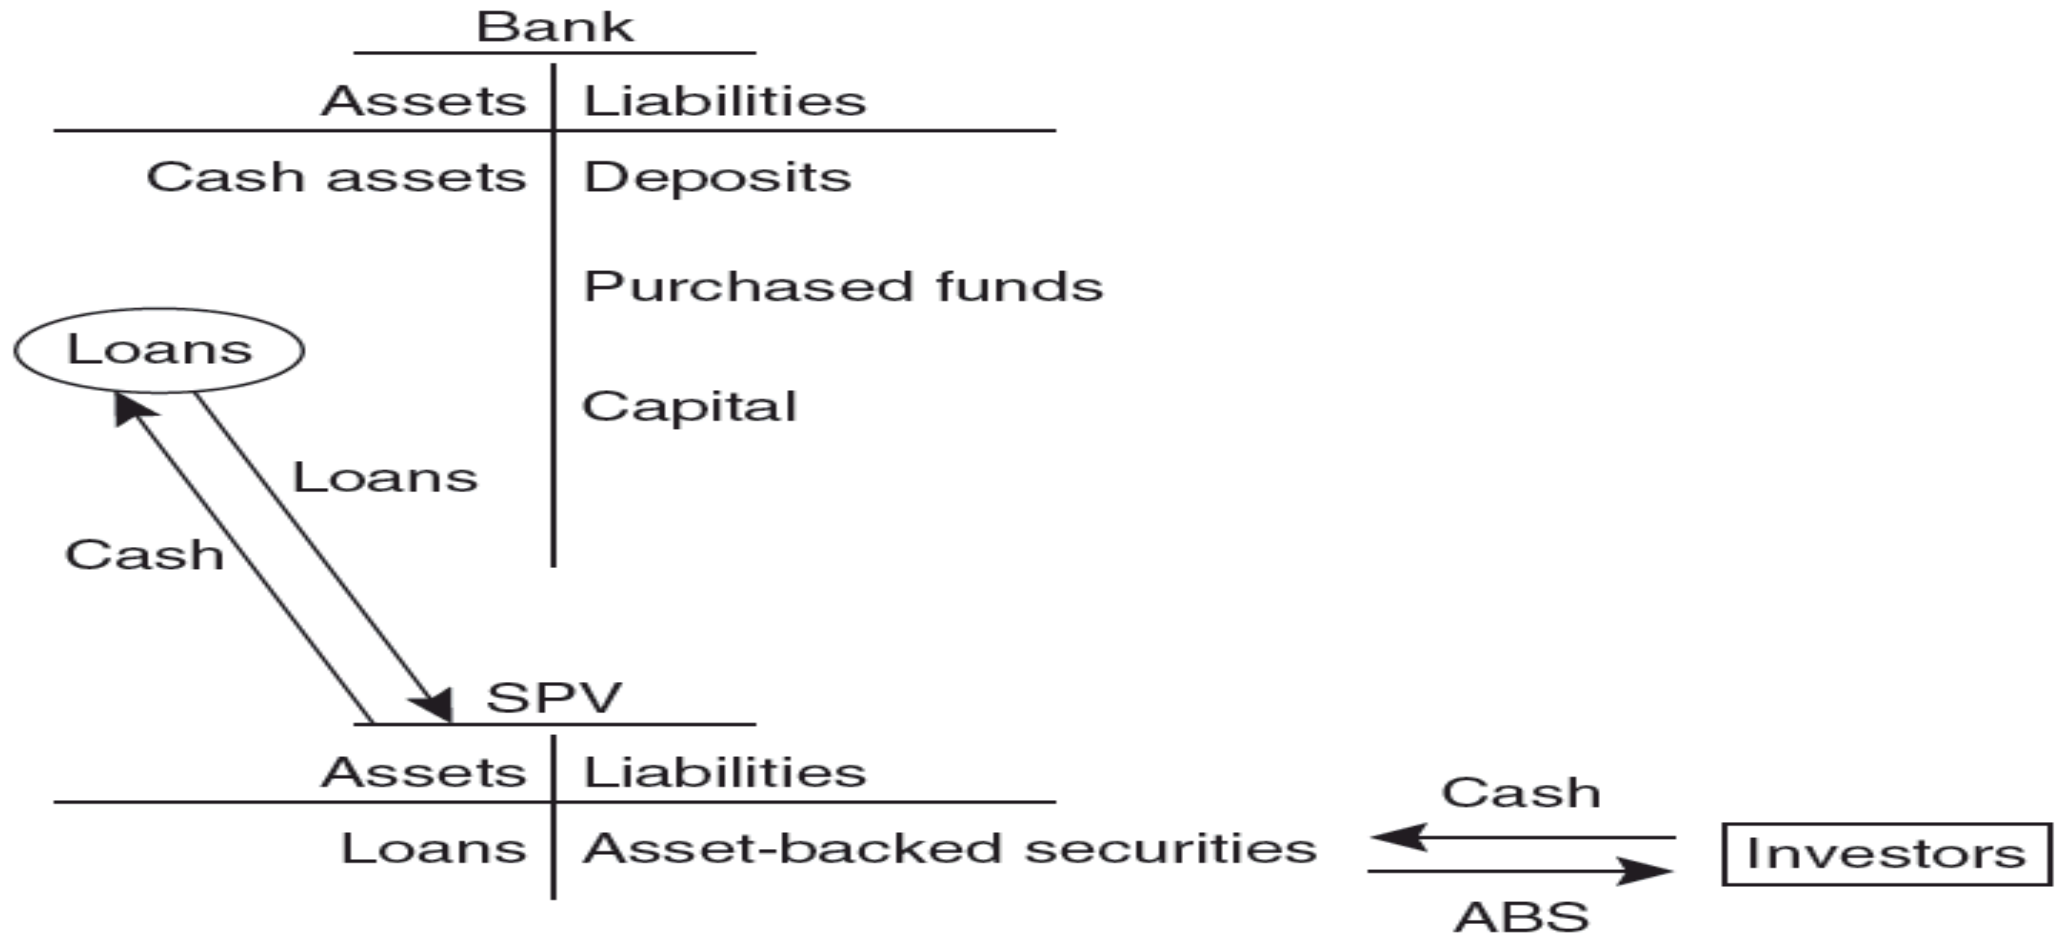 Bank
Assets Liabilities
Cash assets Deposits
Purchased funds
Loans
Capital
Loans
Cash
SPV
Assets Liabilities
Cash
Loans Asset-backed securities
Investors
ABS